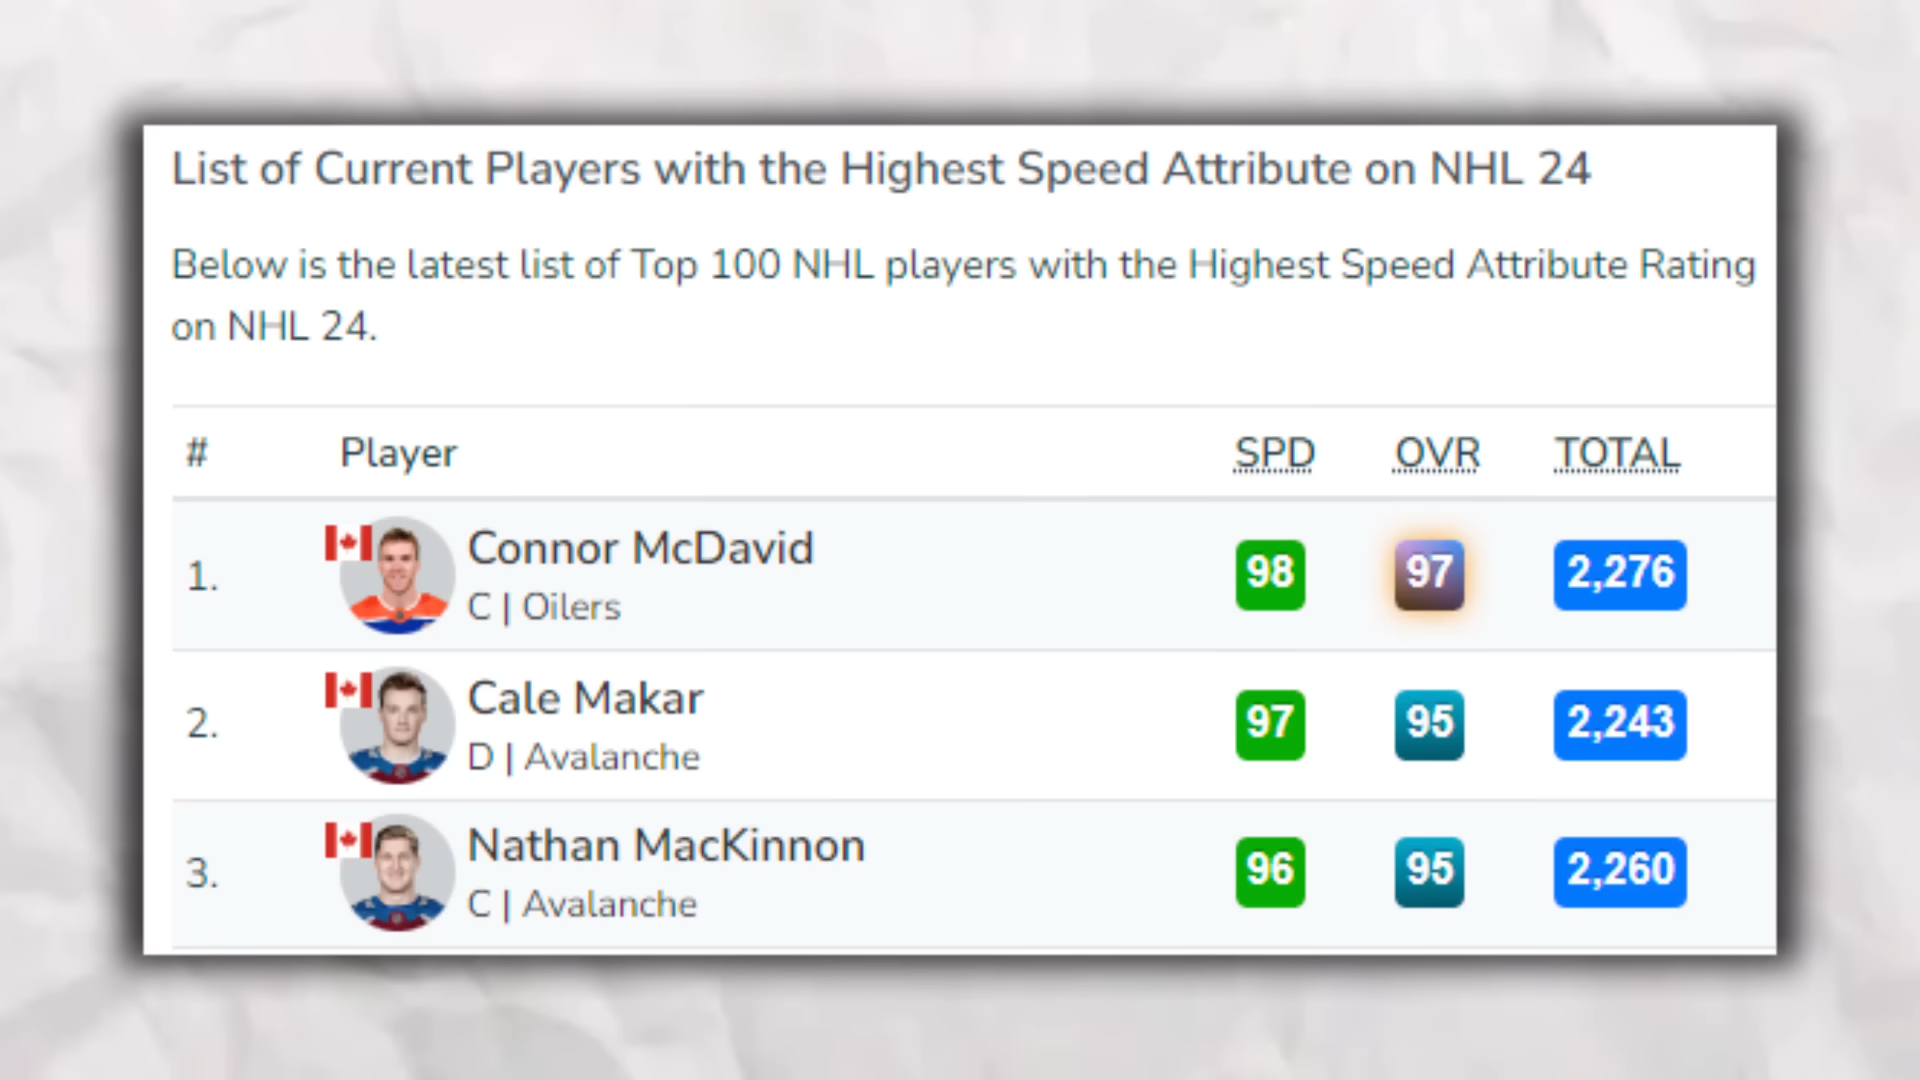 List of Current Players with the Highest Speed Attribute on NHL 24
Below is the latest list of Top 100 NHL players with the Highest Speed Attribute Rating
on NHL 24.
# Player SPD OVR TOTAL
1. Connor McDavid 98 97 2,276
C | Oilers
2. Cale Makar 97 95 2,243
D | Avalanche
3. Nathan MacKinnon 96 95 2,260
C | Avalanche